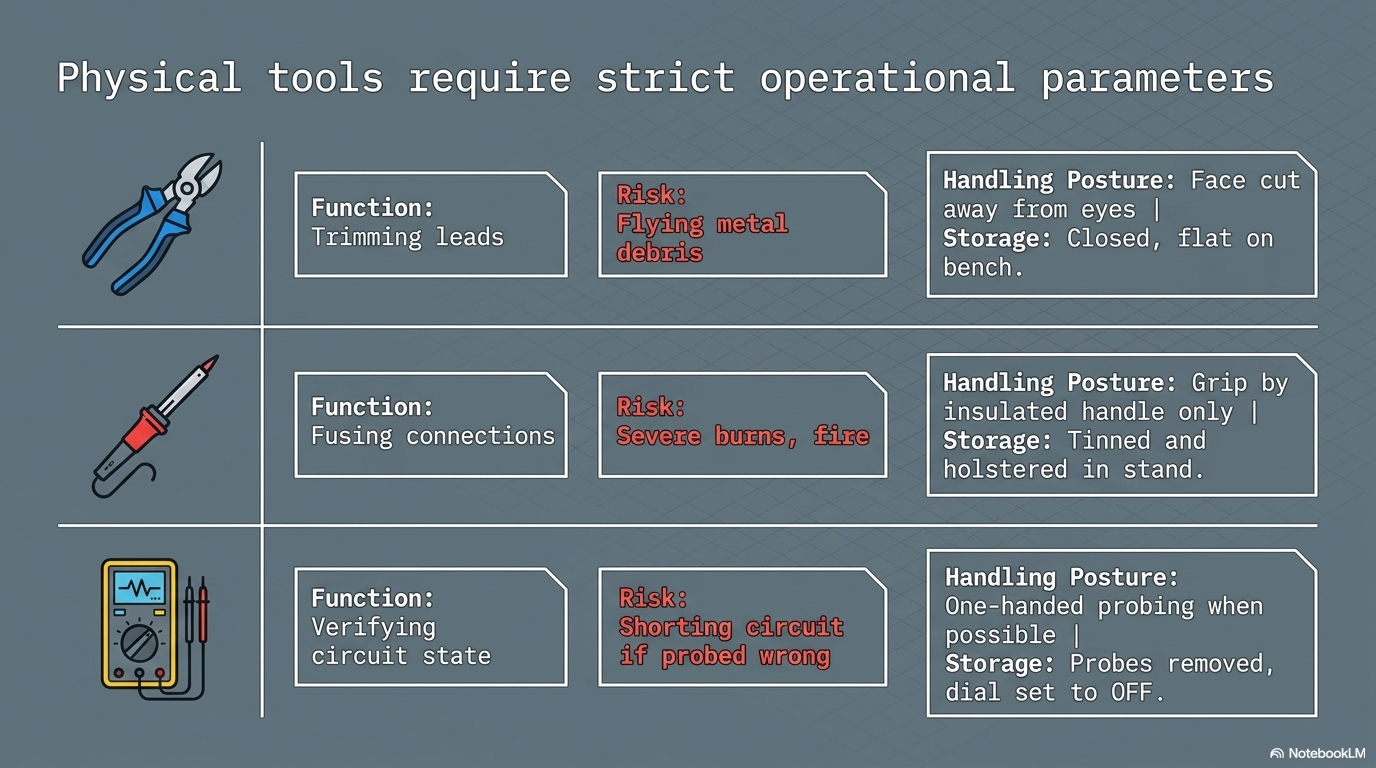 Physical tools require strict operational parameters
Function:
Trimming leads
Risk:
Flying metal
debris
Handling Posture: Face cut
away from eyes |
Storage: Closed, flat on
bench.
Function:
Fusing connections
Risk:
Severe burns, fire
Handling Posture: Grip by
insulated handle only |
Storage: Tinned and
holstered in stand.
Function:
Verifying
circuit state
Risk:
Shorting circuit
if probed wrong
Handling Posture:
One-handed probing when
possible |
Storage: Probes removed,
dial set to OFF.
NotebookLM